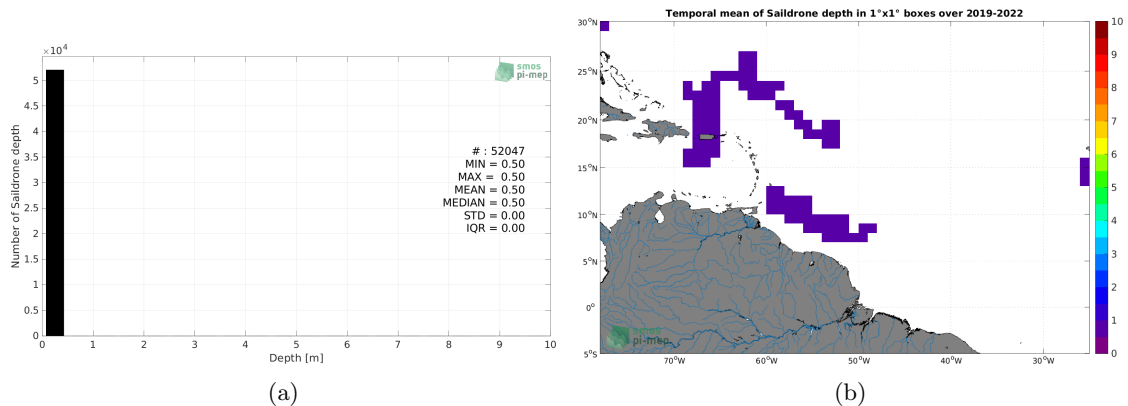 ×10⁴
5
4.5
4
3.5
3
2.5
2
1.5
1
0.5
0
Number of Saildrone depth
smos
pi-mep
# : 52047
MIN = 0.50
MAX = 0.50
MEAN = 0.50
MEDIAN = 0.50
STD = 0.00
IQR = 0.00
0 1 2 3 4 5 6 7 8 9 10
Depth [m]
(a)
Temporal mean of Saildrone depth in 1°x1° boxes over 2019-2022
30°N
25°N
20°N
15°N
10°N
5°N
0°
5°S
smos
pi-mep
70°W 60°W 50°W 40°W 30°W
10
9
8
7
6
5
4
3
2
1
0
(b)